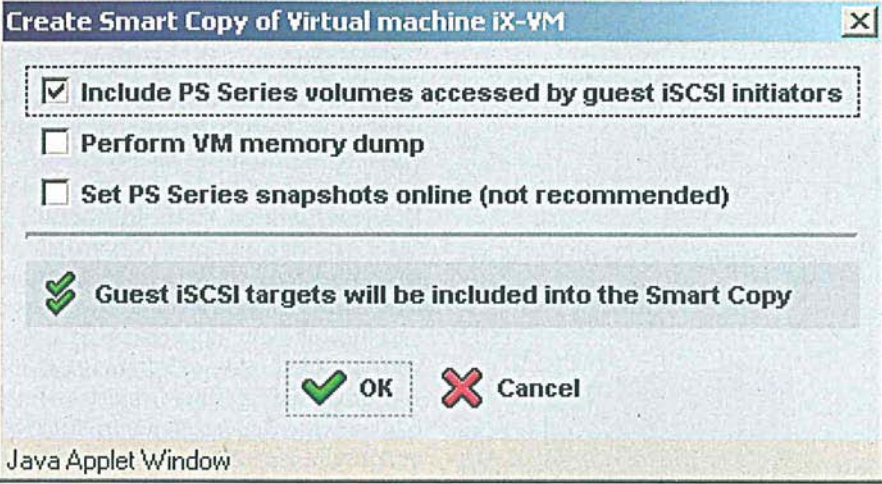 Create Smart Copy of Virtual machine iX-VM
Include PS Series volumes accessed by guest iSCSI initiators
Perform VM memory dump
Set PS Series snapshots online (not recommended)
Guest iSCSI targets will be included into the Smart Copy
OK Cancel
Java Applet Window